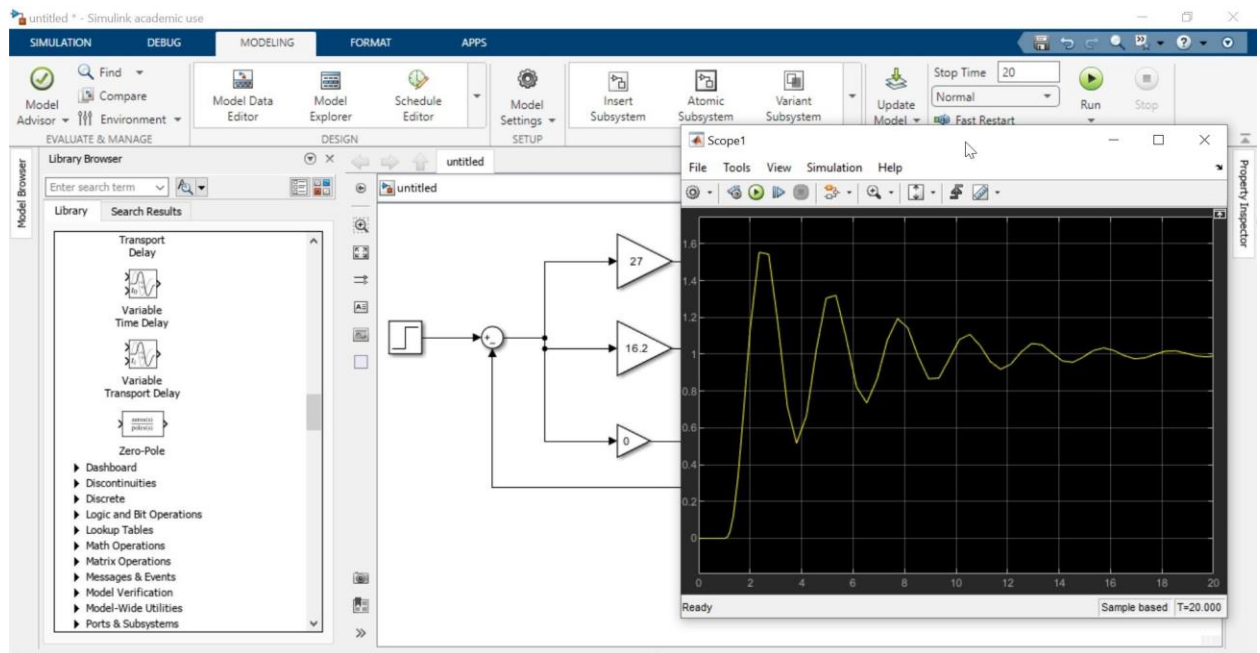 untitled * - Simulink academic use
SIMULATION DEBUG MODELING FORMAT APPS
Model Advisor
Find
Compare
Environment
EVALUATE & MANAGE
Model Data Editor
Model Explorer
Schedule Editor
DESIGN
Model Settings
SETUP
Insert Subsystem
Atomic Subsystem
Variant Subsystem
Update Model
Stop Time 20
Normal
Fast Restart
Run
Stop
Model Browser
Library Browser
Enter search term
Library Search Results
Transport Delay
Variable Time Delay
Variable Transport Delay
zeros(s)
poles(s)
Zero-Pole
Dashboard
Discontinuities
Discrete
Logic and Bit Operations
Lookup Tables
Math Operations
Matrix Operations
Messages & Events
Model Verification
Model-Wide Utilities
Ports & Subsystems
untitled
untitled
27
16.2
0
Scope1
File Tools View Simulation Help
1.6
1.4
1.2
1
0.8
0.6
0.4
0.2
0
0 2 4 6 8 10 12 14 16 18 20
Ready
Sample based T=20.000
Property Inspector